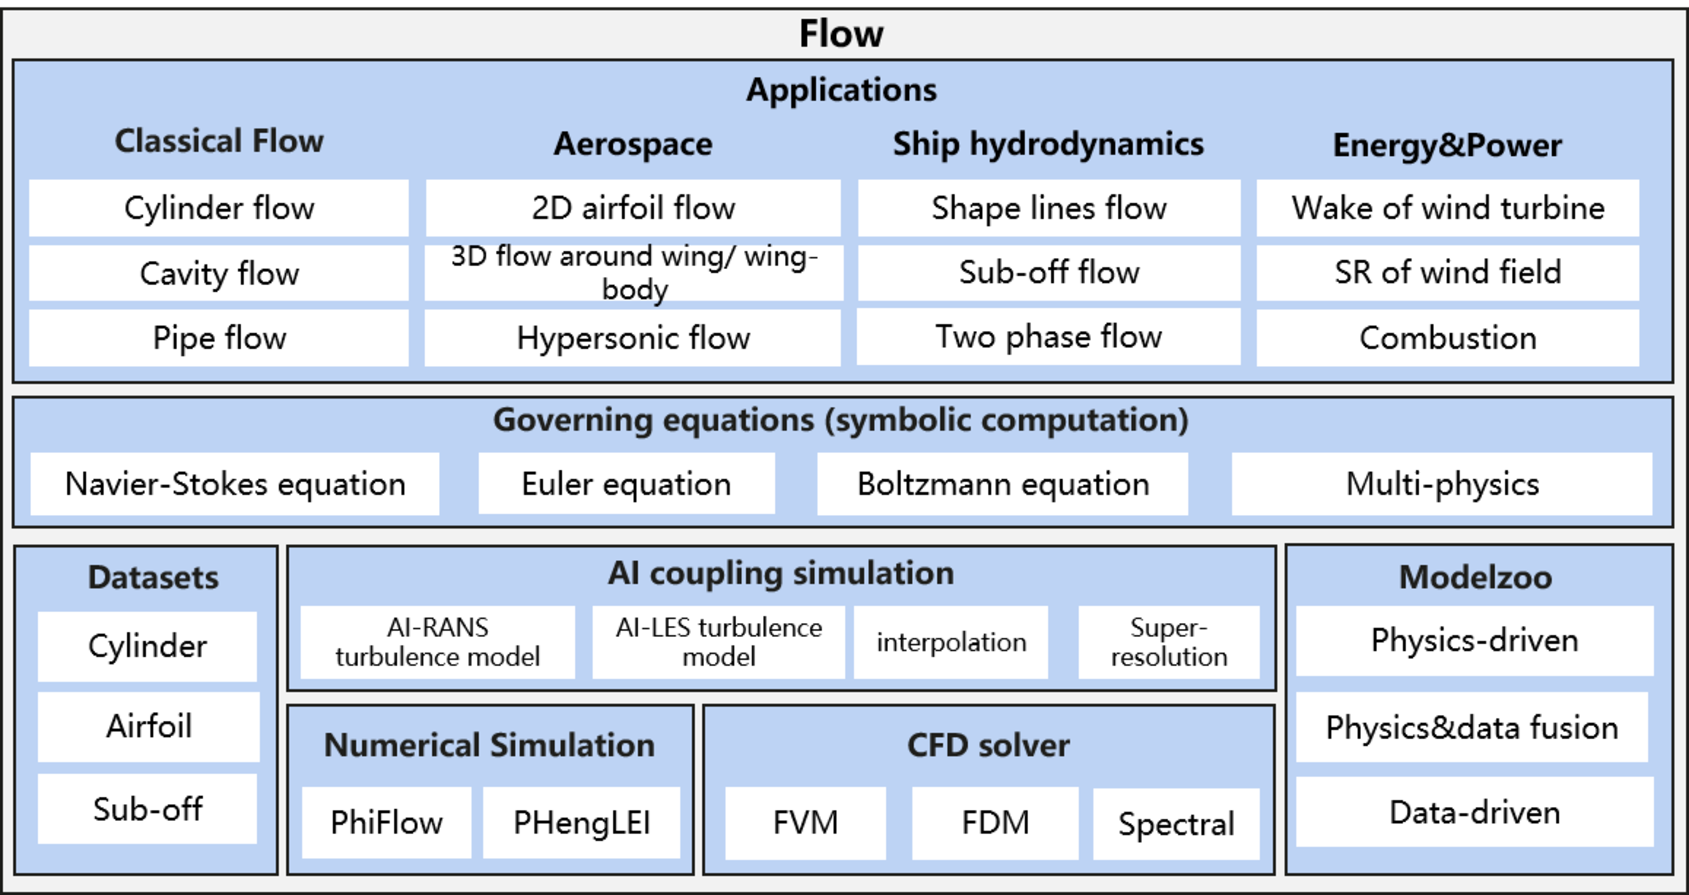 Flow
Applications
Classical Flow
Aerospace
Ship hydrodynamics
Energy&Power
Cylinder flow
2D airfoil flow
Shape lines flow
Wake of wind turbine
Cavity flow
3D flow around wing/ wing-
body
Sub-off flow
SR of wind field
Pipe flow
Hypersonic flow
Two phase flow
Combustion
Governing equations (symbolic computation)
Navier-Stokes equation
Euler equation
Boltzmann equation
Multi-physics
Datasets
Cylinder
Airfoil
Sub-off
AI coupling simulation
AI-RANS
turbulence model
AI-LES turbulence
model
interpolation
Super-
resolution
Numerical Simulation
PhiFlow
PHengLEI
CFD solver
FVM
FDM
Spectral
Modelzoo
Physics-driven
Physics&data fusion
Data-driven